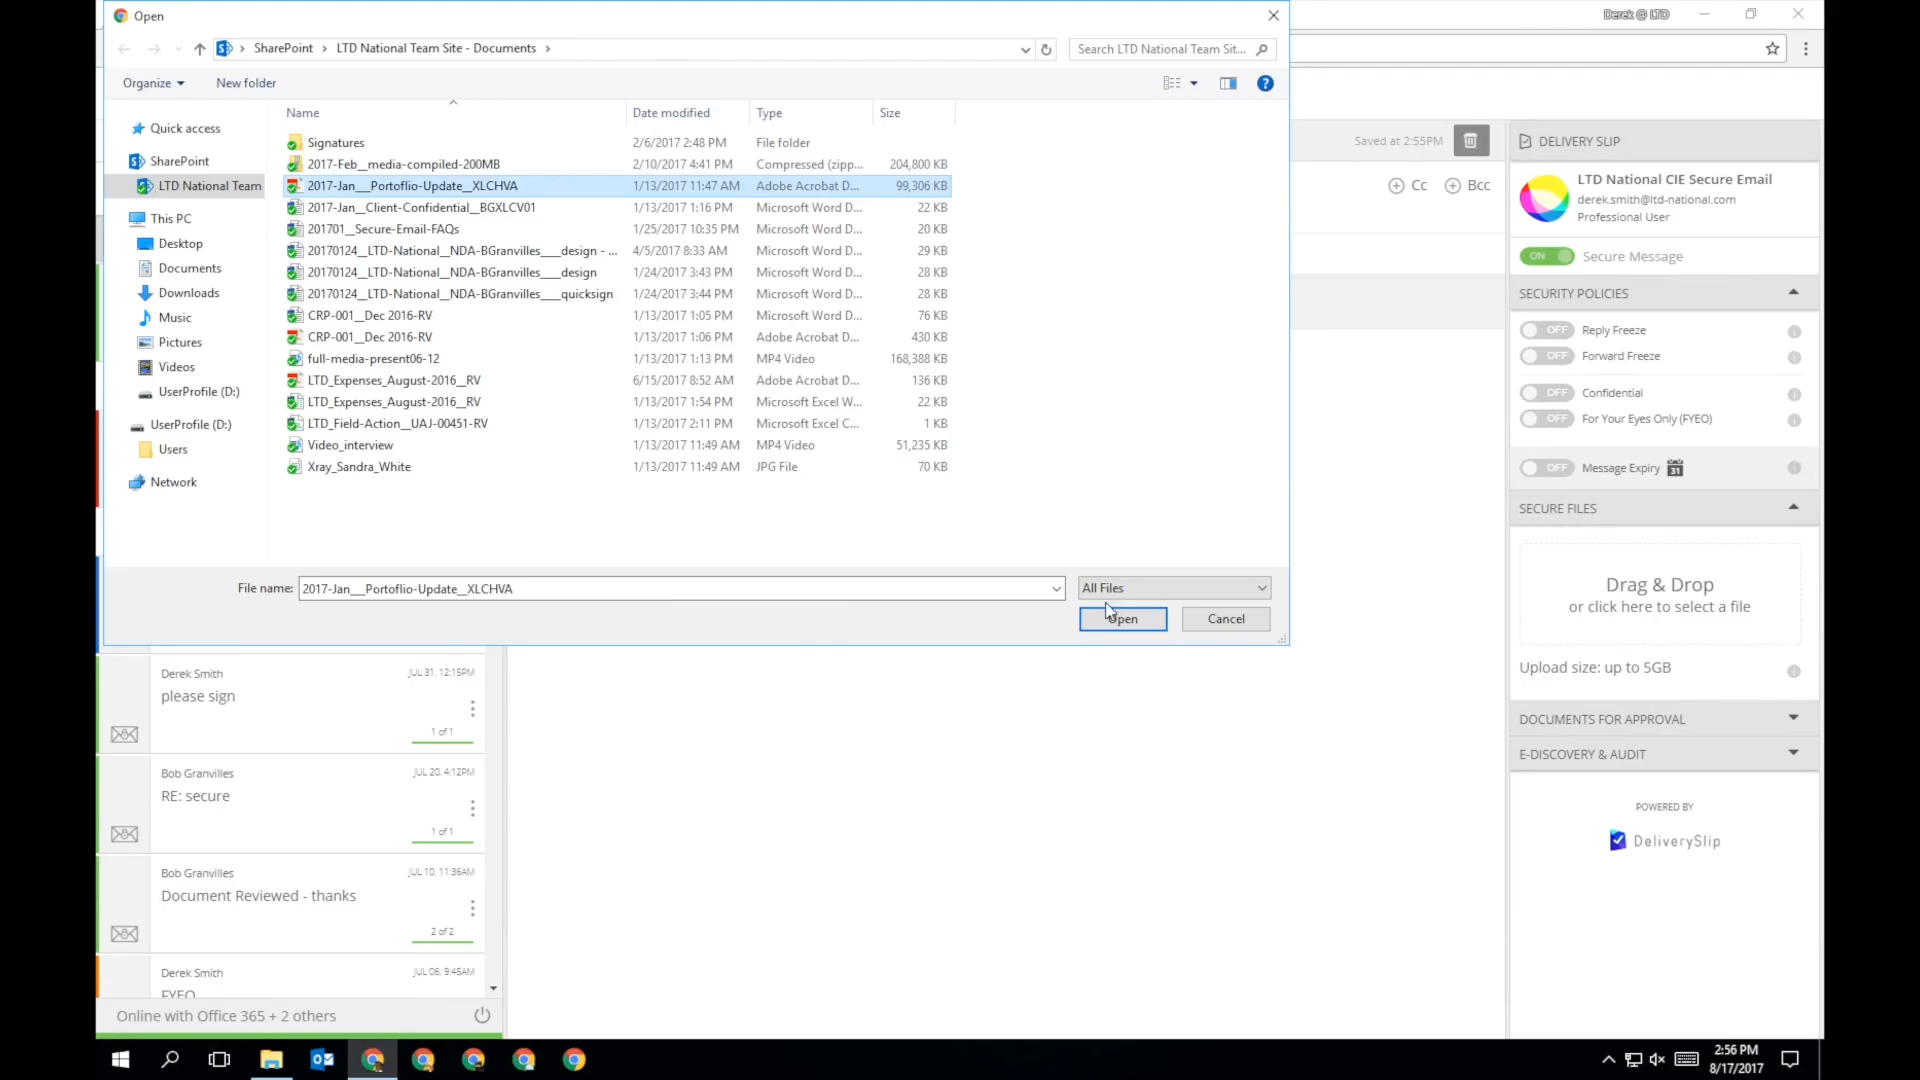 Open
Derek @ LTD
SharePoint
LTD National Team Site - Documents
Search LTD National Team Sit...
Organize
New folder
Name
Date modified
Type
Size
Quick access
SharePoint
LTD National Team
This PC
Desktop
Documents
Downloads
Music
Pictures
Videos
UserProfile (D:)
UserProfile (D:)
Users
Network
Signatures 2/6/2017 2:48 PM File folder
2017-Feb__media-compiled-200MB 2/10/2017 4:41 PM Compressed (zipp... 204,800 KB
2017-Jan___Portoflio-Update__XLCHVA 1/13/2017 11:47 AM Adobe Acrobat D... 99,306 KB
2017-Jan__Client-Confidential__BGXLCV01 1/13/2017 1:16 PM Microsoft Word D... 22 KB
201701__Secure-Email-FAQs 1/25/2017 10:35 PM Microsoft Word D... 20 KB
20170124__LTD-National__NDA-BGranvilles___design - ... 4/5/2017 8:33 AM Microsoft Word D... 29 KB
20170124__LTD-National__NDA-BGranvilles___design 1/24/2017 3:43 PM Microsoft Word D... 28 KB
20170124__LTD-National__NDA-BGranvilles___quicksign 1/24/2017 3:44 PM Microsoft Word D... 28 KB
CRP-001__Dec 2016-RV 1/13/2017 1:05 PM Microsoft Word D... 76 KB
CRP-001__Dec 2016-RV 1/13/2017 1:06 PM Adobe Acrobat D... 430 KB
full-media-present06-12 1/13/2017 1:13 PM MP4 Video 168,388 KB
LTD_Expenses_August-2016__RV 6/15/2017 8:52 AM Adobe Acrobat D... 136 KB
LTD_Expenses_August-2016__RV 1/13/2017 1:54 PM Microsoft Excel W... 22 KB
LTD_Field-Action__UAJ-00451-RV 1/13/2017 2:11 PM Microsoft Excel C... 1 KB
Video_interview 1/13/2017 11:49 AM MP4 Video 51,235 KB
Xray_Sandra_White 1/13/2017 11:49 AM JPG File 70 KB
File name: 2017-Jan___Portoflio-Update__XLCHVA
All Files
Open
Cancel
Derek Smith JUL 31, 12:15PM
please sign
1 of 1
Bob Granvilles JUL 20, 4:12PM
RE: secure
1 of 1
Bob Granvilles JUL 10, 11:36AM
Document Reviewed - thanks
2 of 2
Derek Smith JUL 06, 9:45AM
FYEO
Online with Office 365 + 2 others
Saved at 2:55PM
Cc
Bcc
DELIVERY SLIP
LTD National CIE Secure Email
derek.smith@ltd-national.com
Professional User
ON Secure Message
SECURITY POLICIES
OFF Reply Freeze
OFF Forward Freeze
OFF Confidential
OFF For Your Eyes Only (FYEO)
OFF Message Expiry 31
SECURE FILES
Drag & Drop
or click here to select a file
Upload size: up to 5GB
DOCUMENTS FOR APPROVAL
E-DISCOVERY & AUDIT
POWERED BY
DeliverySlip
2:56 PM
8/17/2017